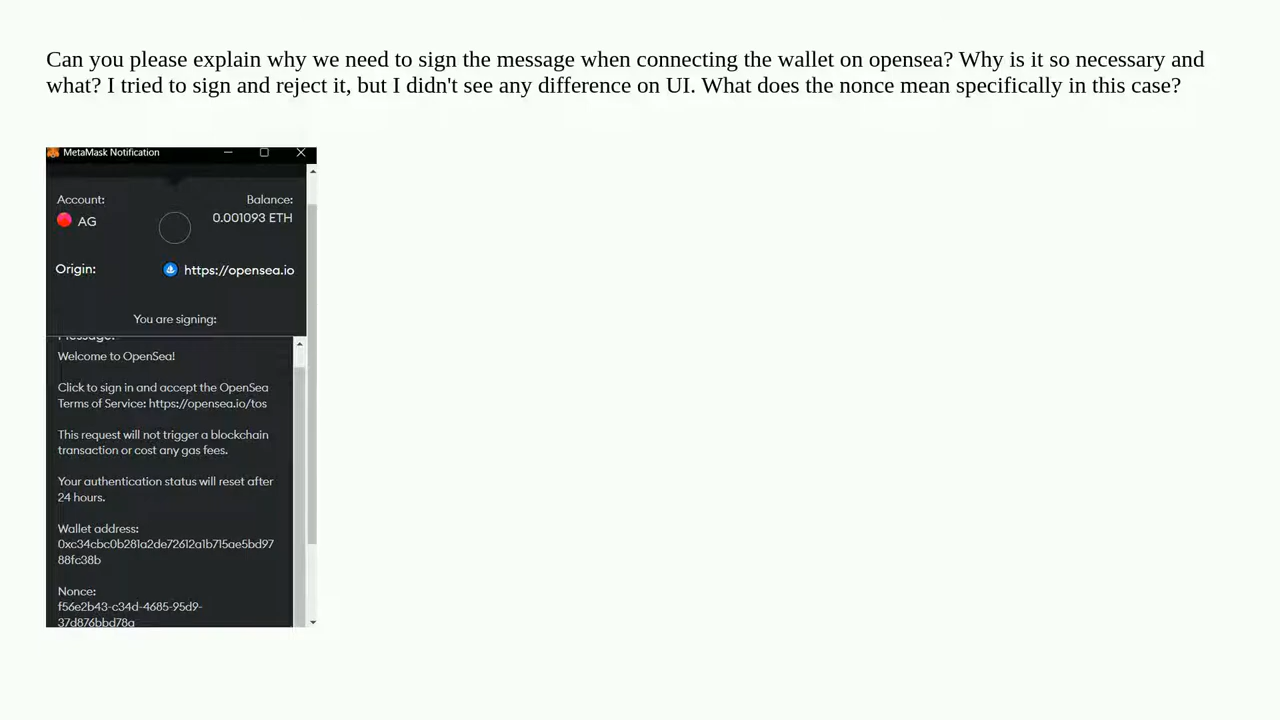 Can you please explain why we need to sign the message when connecting the wallet on opensea? Why is it so necessary and
what? I tried to sign and reject it, but I didn't see any difference on UI. What does the nonce mean specifically in this case?
MetaMask Notification
Account:
Balance:
AG
0.001093 ETH
Origin:
https://opensea.io
You are signing:
Message:
Welcome to OpenSea!
Click to sign in and accept the OpenSea
Terms of Service: https://opensea.io/tos
This request will not trigger a blockchain
transaction or cost any gas fees.
Your authentication status will reset after
24 hours.
Wallet address:
0xc34cbc0b281a2de72612a1b715ae5bd97
88fc38b
Nonce:
f56e2b43-c34d-4685-95d9-
37d876bbd78a